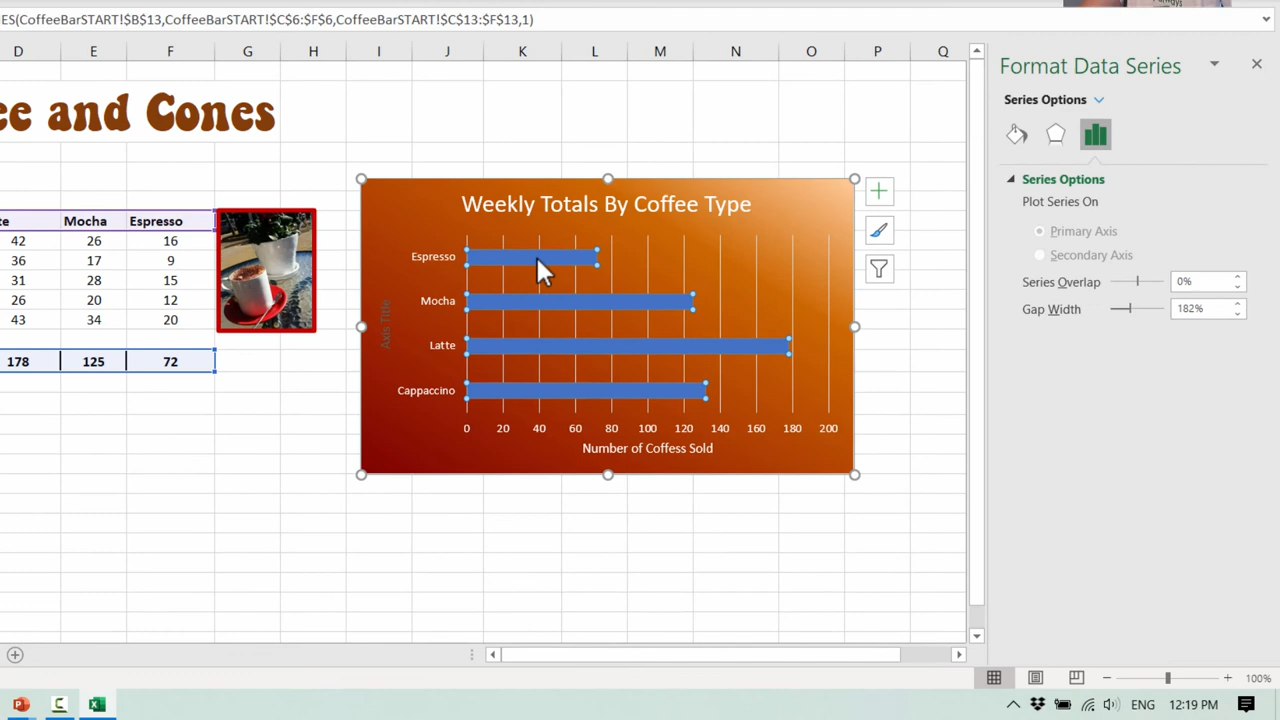 ES(CoffeeBarSTART!$B$13,CoffeeBarSTART!$C$6:$F$6,CoffeeBarSTART!$C$13:$F$13,1)
D E F G H I J K L M N O P Q
ee and Cones
te Mocha Espresso
42 26 16
36 17 9
31 28 15
26 20 12
43 34 20
178 125 72
Weekly Totals By Coffee Type
Espresso
Mocha
Latte
Cappaccino
Axis Title
0 20 40 60 80 100 120 140 160 180 200
Number of Coffess Sold
Format Data Series
Series Options
Series Options
Plot Series On
Primary Axis
Secondary Axis
Series Overlap 0%
Gap Width 182%
100%
ENG 12:19 PM